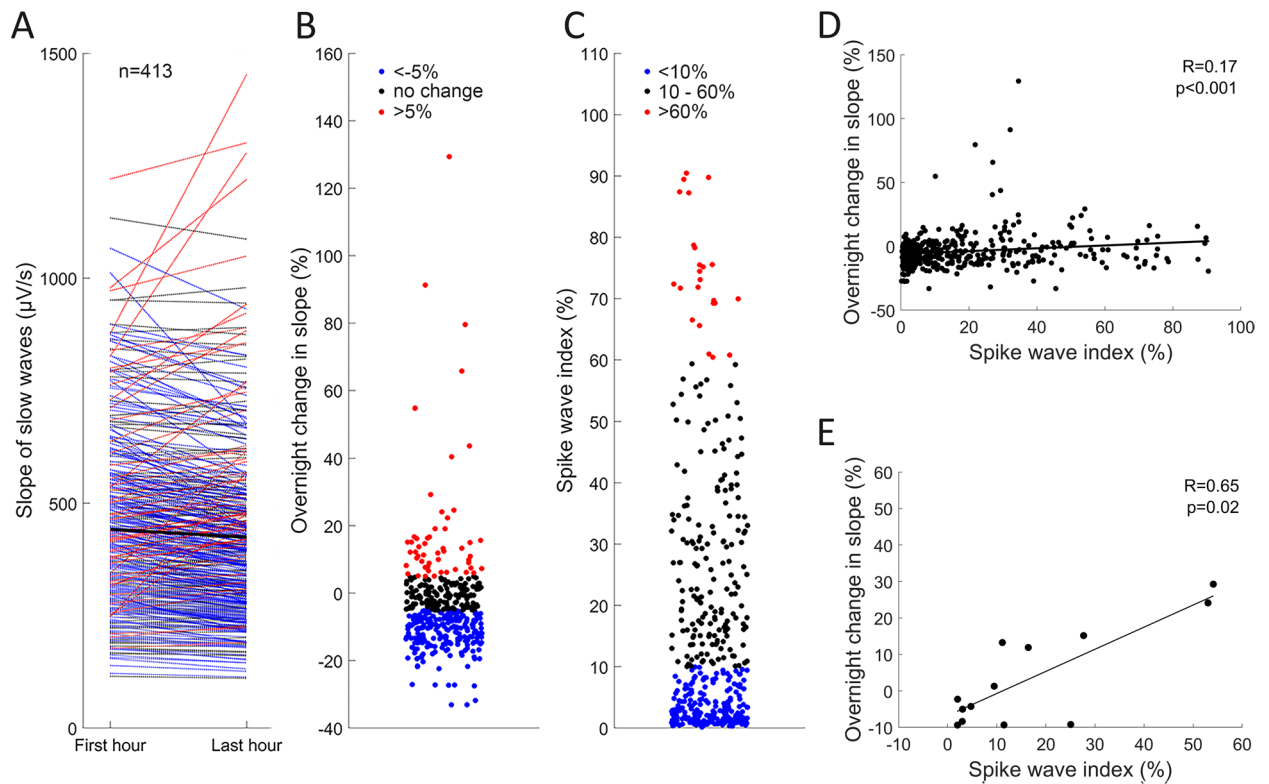 A
B
C
D
E
Slope of slow waves (µV/s)
1500
1000
500
0
n=413
First hour
Last hour
Overnight change in slope (%)
160
140
120
100
80
60
40
20
0
-20
-40
<-5%
no change
>5%
Spike wave index (%)
110
100
90
80
70
60
50
40
30
20
10
0
<10%
10 - 60%
>60%
Overnight change in slope (%)
150
100
50
0
-50
R=0.17
p<0.001
0
20
40
60
80
100
Spike wave index (%)
Overnight change in slope (%)
60
50
40
30
20
10
0
-10
R=0.65
p=0.02
-10
0
10
20
30
40
50
60
Spike wave index (%)